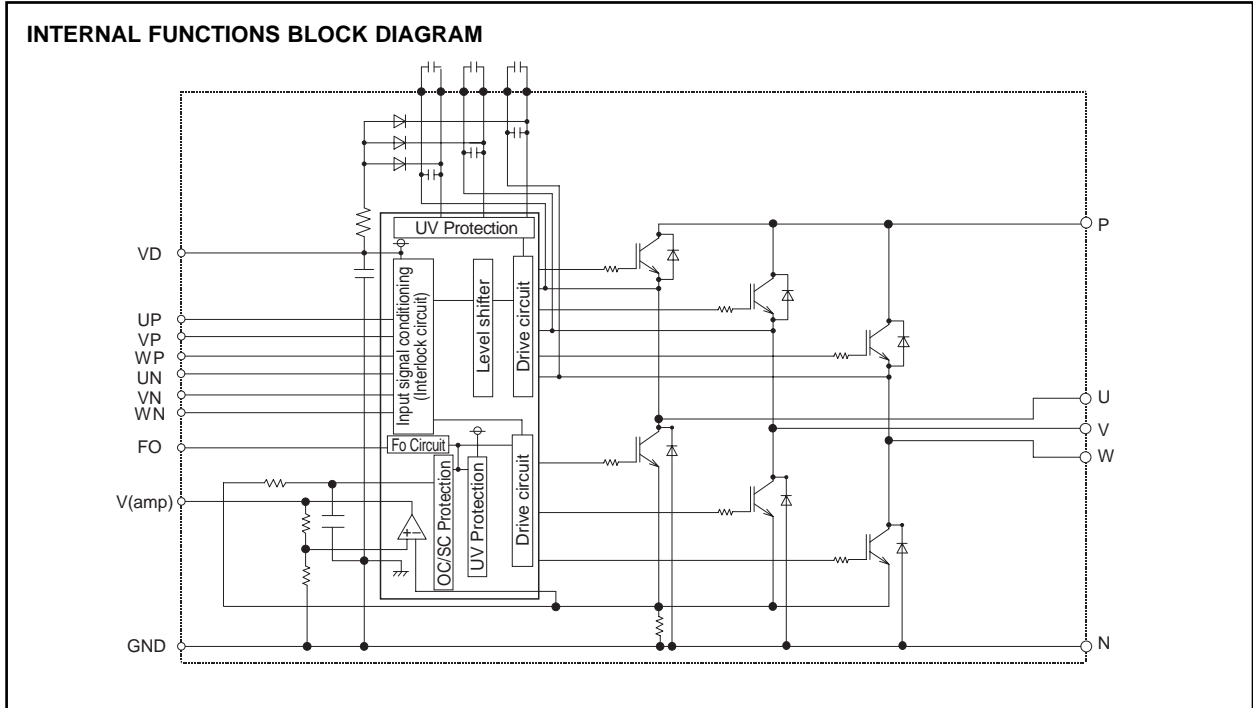 INTERNAL FUNCTIONS BLOCK DIAGRAM
UV Protection
P
VD
Input signal conditioning
(Interlock circuit)
Level shifter
Drive circuit
UP
VP
WP
UN
VN
WN
U
V
W
FO
Fo Circuit
V(amp)
+-
OC/SC Protection
UV Protection
Drive circuit
GND
N